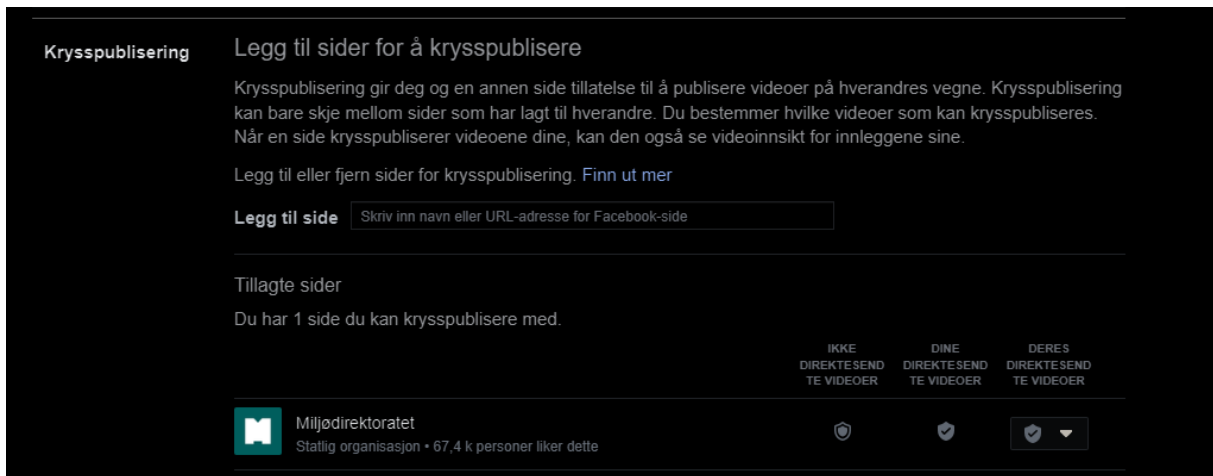 Krysspublisering
Legg til sider for å krysspublisere
Krysspublisering gir deg og en annen side tillatelse til å publisere videoer på hverandres vegne. Krysspublisering
kan bare skje mellom sider som har lagt til hverandre. Du bestemmer hvilke videoer som kan krysspubliseres.
Når en side krysspubliserer videoene dine, kan den også se videoinnsikt for innleggene sine.
Legg til eller fjern sider for krysspublisering. Finn ut mer
Legg til side Skriv inn navn eller URL-adresse for Facebook-side
Tillagte sider
Du har 1 side du kan krysspublisere med.
IKKE
DIREKTESEND
TE VIDEOER
DINE
DIREKTESEND
TE VIDEOER
DERES
DIREKTESEND
TE VIDEOER
Miljødirektoratet
Statlig organisasjon • 67,4 k personer liker dette